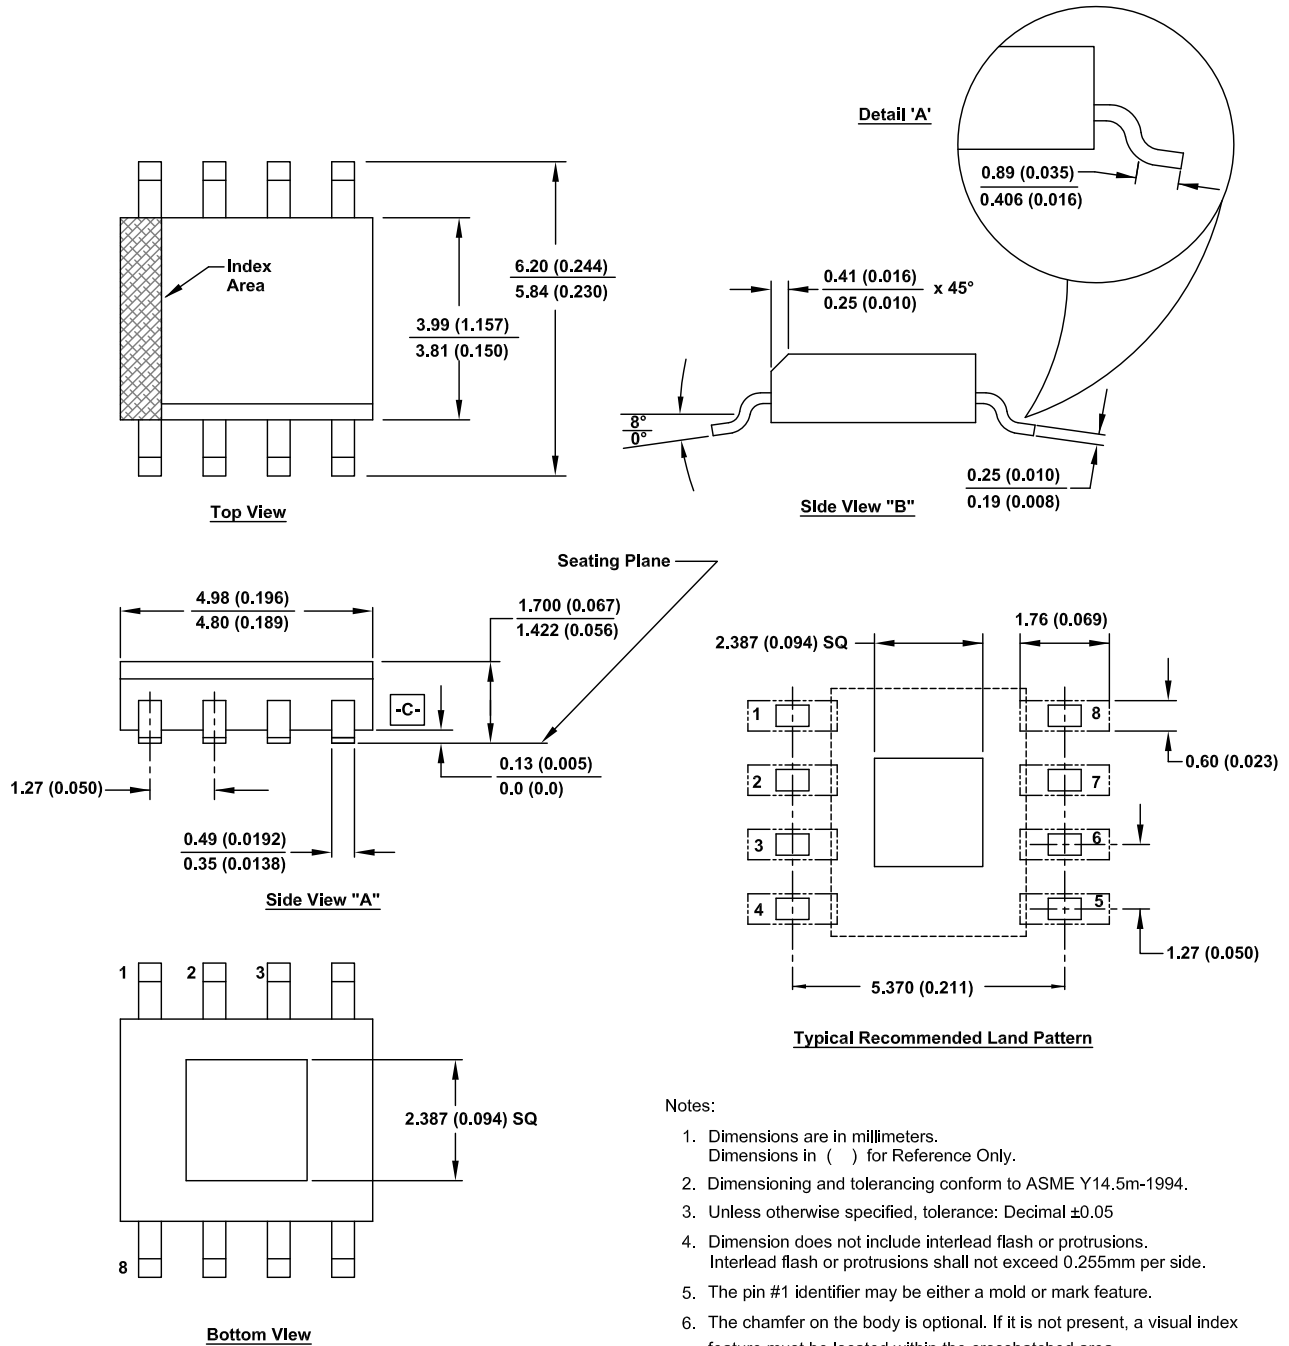 Detail 'A'
0.89 (0.035)
0.406 (0.016)
Index
Area
6.20 (0.244)
5.84 (0.230)
3.99 (1.157)
3.81 (0.150)
Top View
0.41 (0.016)
0.25 (0.010)
x 45°
8°
0°
0.25 (0.010)
0.19 (0.008)
Side View "B"
Seating Plane
4.98 (0.196)
4.80 (0.189)
1.700 (0.067)
1.422 (0.056)
-C-
0.13 (0.005)
0.0 (0.0)
1.27 (0.050)
0.49 (0.0192)
0.35 (0.0138)
Side View "A"
2.387 (0.094) SQ
1.76 (0.069)
1
8
0.60 (0.023)
2
7
3
6
4
5
1.27 (0.050)
5.370 (0.211)
Typical Recommended Land Pattern
1
2
3
2.387 (0.094) SQ
8
Bottom View
Notes:
1. Dimensions are in millimeters.
Dimensions in ( ) for Reference Only.
2. Dimensioning and tolerancing conform to ASME Y14.5m-1994.
3. Unless otherwise specified, tolerance: Decimal ±0.05
4. Dimension does not include interlead flash or protrusions.
Interlead flash or protrusions shall not exceed 0.255mm per side.
5. The pin #1 identifier may be either a mold or mark feature.
6. The chamfer on the body is optional. If it is not present, a visual index
feature must be located within the crosshatched area.